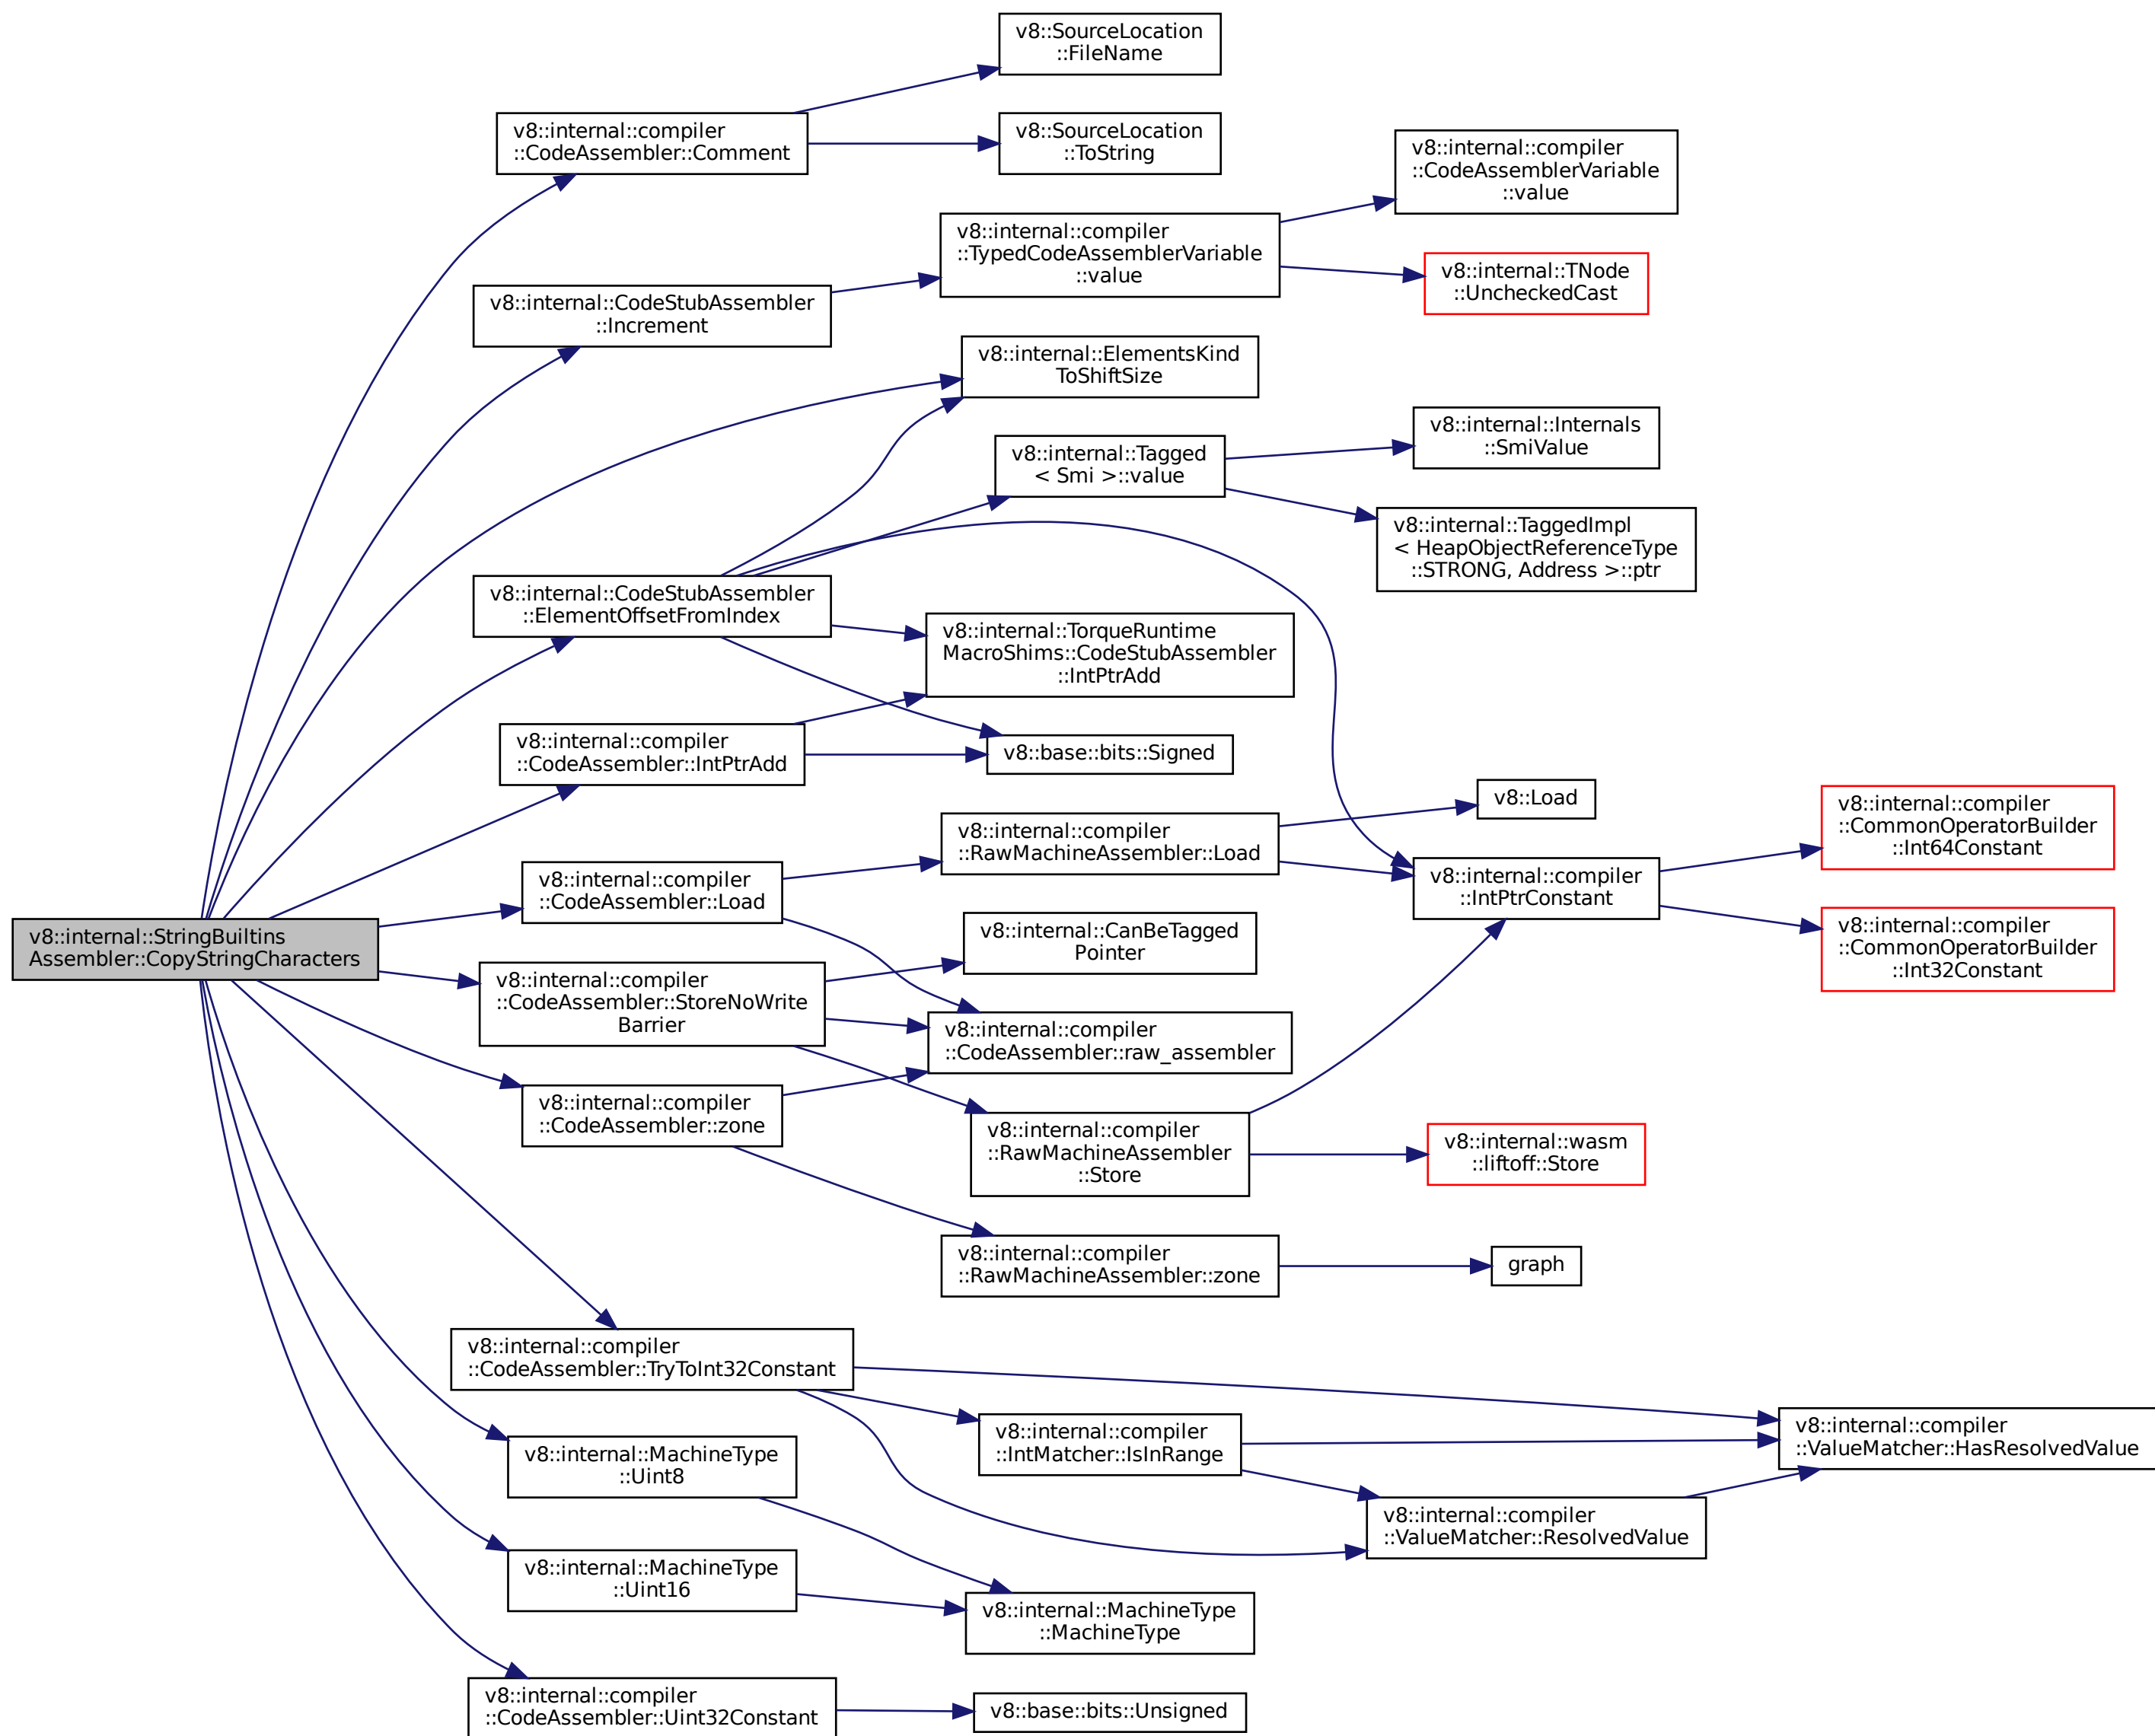 v8::SourceLocation
::FileName
v8::internal::compiler
::CodeAssembler::Comment
v8::SourceLocation
::ToString
v8::internal::compiler
::CodeAssemblerVariable
::value
v8::internal::compiler
::TypedCodeAssemblerVariable
::value
v8::internal::TNode
::UncheckedCast
v8::internal::CodeStubAssembler
::Increment
v8::internal::ElementsKind
ToShiftSize
v8::internal::Internals
::SmiValue
v8::internal::Tagged
< Smi >::value
v8::internal::TaggedImpl
< HeapObjectReferenceType
::STRONG, Address >::ptr
v8::internal::CodeStubAssembler
::ElementOffsetFromIndex
v8::internal::TorqueRuntime
MacroShims::CodeStubAssembler
::IntPtrAdd
v8::internal::compiler
::CodeAssembler::IntPtrAdd
v8::base::bits::Signed
v8::Load
v8::internal::compiler
::CommonOperatorBuilder
::Int64Constant
v8::internal::compiler
::RawMachineAssembler::Load
v8::internal::compiler
::IntPtrConstant
v8::internal::compiler
::CodeAssembler::Load
v8::internal::compiler
::CommonOperatorBuilder
::Int32Constant
v8::internal::StringBuiltins
Assembler::CopyStringCharacters
v8::internal::CanBeTagged
Pointer
v8::internal::compiler
::CodeAssembler::StoreNoWrite
Barrier
v8::internal::compiler
::CodeAssembler::raw_assembler
v8::internal::compiler
::CodeAssembler::zone
v8::internal::compiler
::RawMachineAssembler
::Store
v8::internal::wasm
::liftoff::Store
v8::internal::compiler
::RawMachineAssembler::zone
graph
v8::internal::compiler
::CodeAssembler::TryToInt32Constant
v8::internal::compiler
::IntMatcher::IsInRange
v8::internal::compiler
::ValueMatcher::HasResolvedValue
v8::internal::MachineType
::Uint8
v8::internal::compiler
::ValueMatcher::ResolvedValue
v8::internal::MachineType
::Uint16
v8::internal::MachineType
::MachineType
v8::internal::compiler
::CodeAssembler::Uint32Constant
v8::base::bits::Unsigned